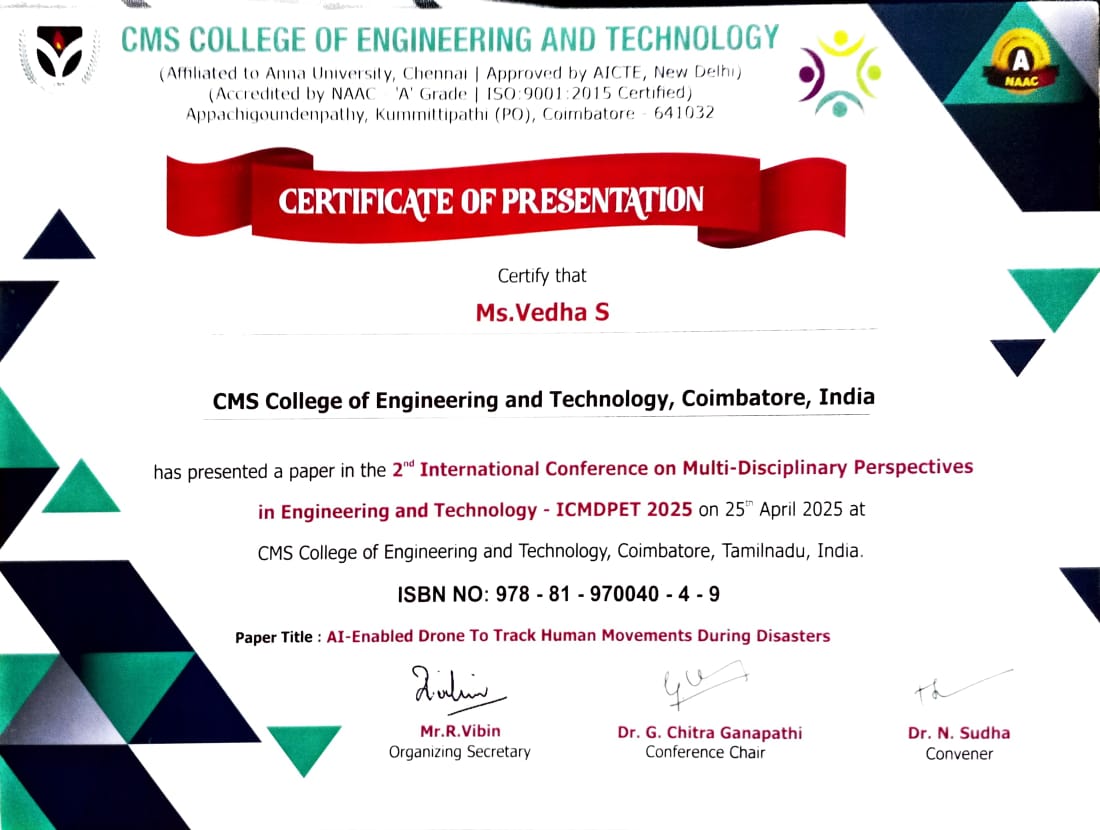 CMS COLLEGE OF ENGINEERING AND TECHNOLOGY
(Affiliated to Anna University, Chennai | Approved by AICTE, New Delhi)
(Accredited by NAAC - 'A' Grade | ISO:9001:2015 Certified)
Appachigoundenpathy, Kummittipathi (PO), Coimbatore - 641032
A
NAAC
CERTIFICATE OF PRESENTATION
Certify that
Ms.Vedha S
CMS College of Engineering and Technology, Coimbatore, India
has presented a paper in the 2nd International Conference on Multi-Disciplinary Perspectives
in Engineering and Technology - ICMDPET 2025 on 25th April 2025 at
CMS College of Engineering and Technology, Coimbatore, Tamilnadu, India.
ISBN NO: 978 - 81 - 970040 - 4 - 9
Paper Title : AI-Enabled Drone To Track Human Movements During Disasters
Mr.R.Vibin
Organizing Secretary
Dr. G. Chitra Ganapathi
Conference Chair
Dr. N. Sudha
Convener